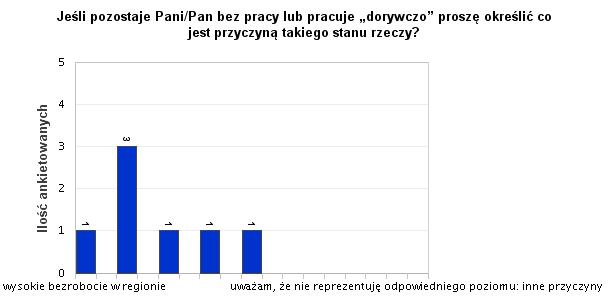 Jeśli pozostaje Pani/Pan bez pracy lub pracuje „dorywczo” proszę określić co
jest przyczyną takiego stanu rzeczy?
Ilość ankietowanych
5
4
3
2
1
0
1
3
1
1
1
wysokie bezrobocie w regionie
uważam, że nie reprezentuję odpowiedniego poziomu: inne przyczyny